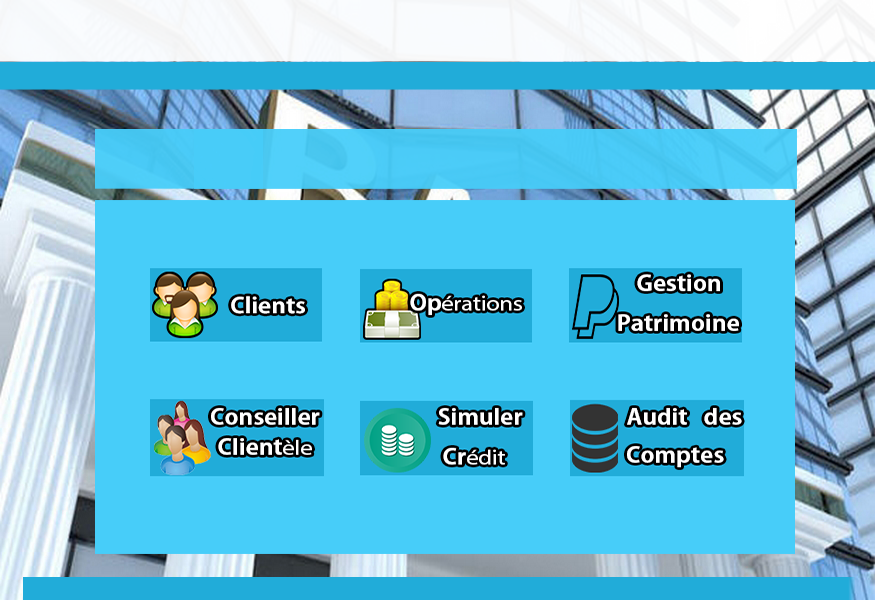 Clients
Opérations
Gestion
Patrimoine
Conseiller
Clientèle
Simuler
Crédit
Audit des
Comptes